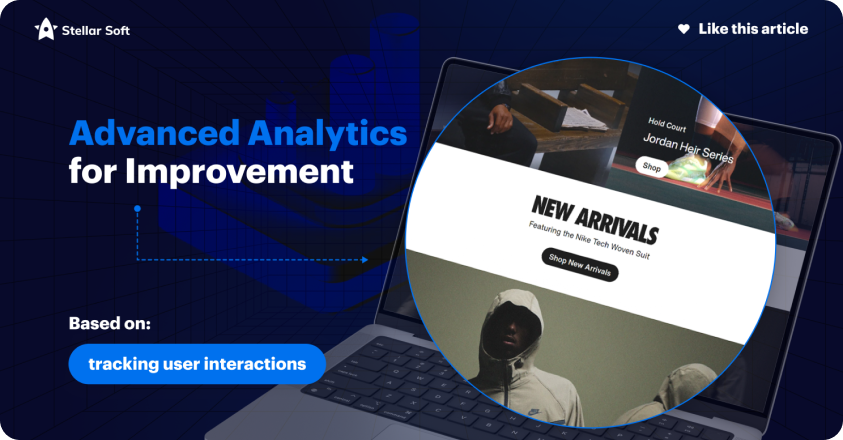 Stellar Soft
Like this article
Advanced Analytics
for Improvement
Hold Court
Jordan Heir Series
Shop
NEW ARRIVALS
Featuring the Nike Tech Woven Suit
Shop New Arrivals
Based on:
tracking user interactions